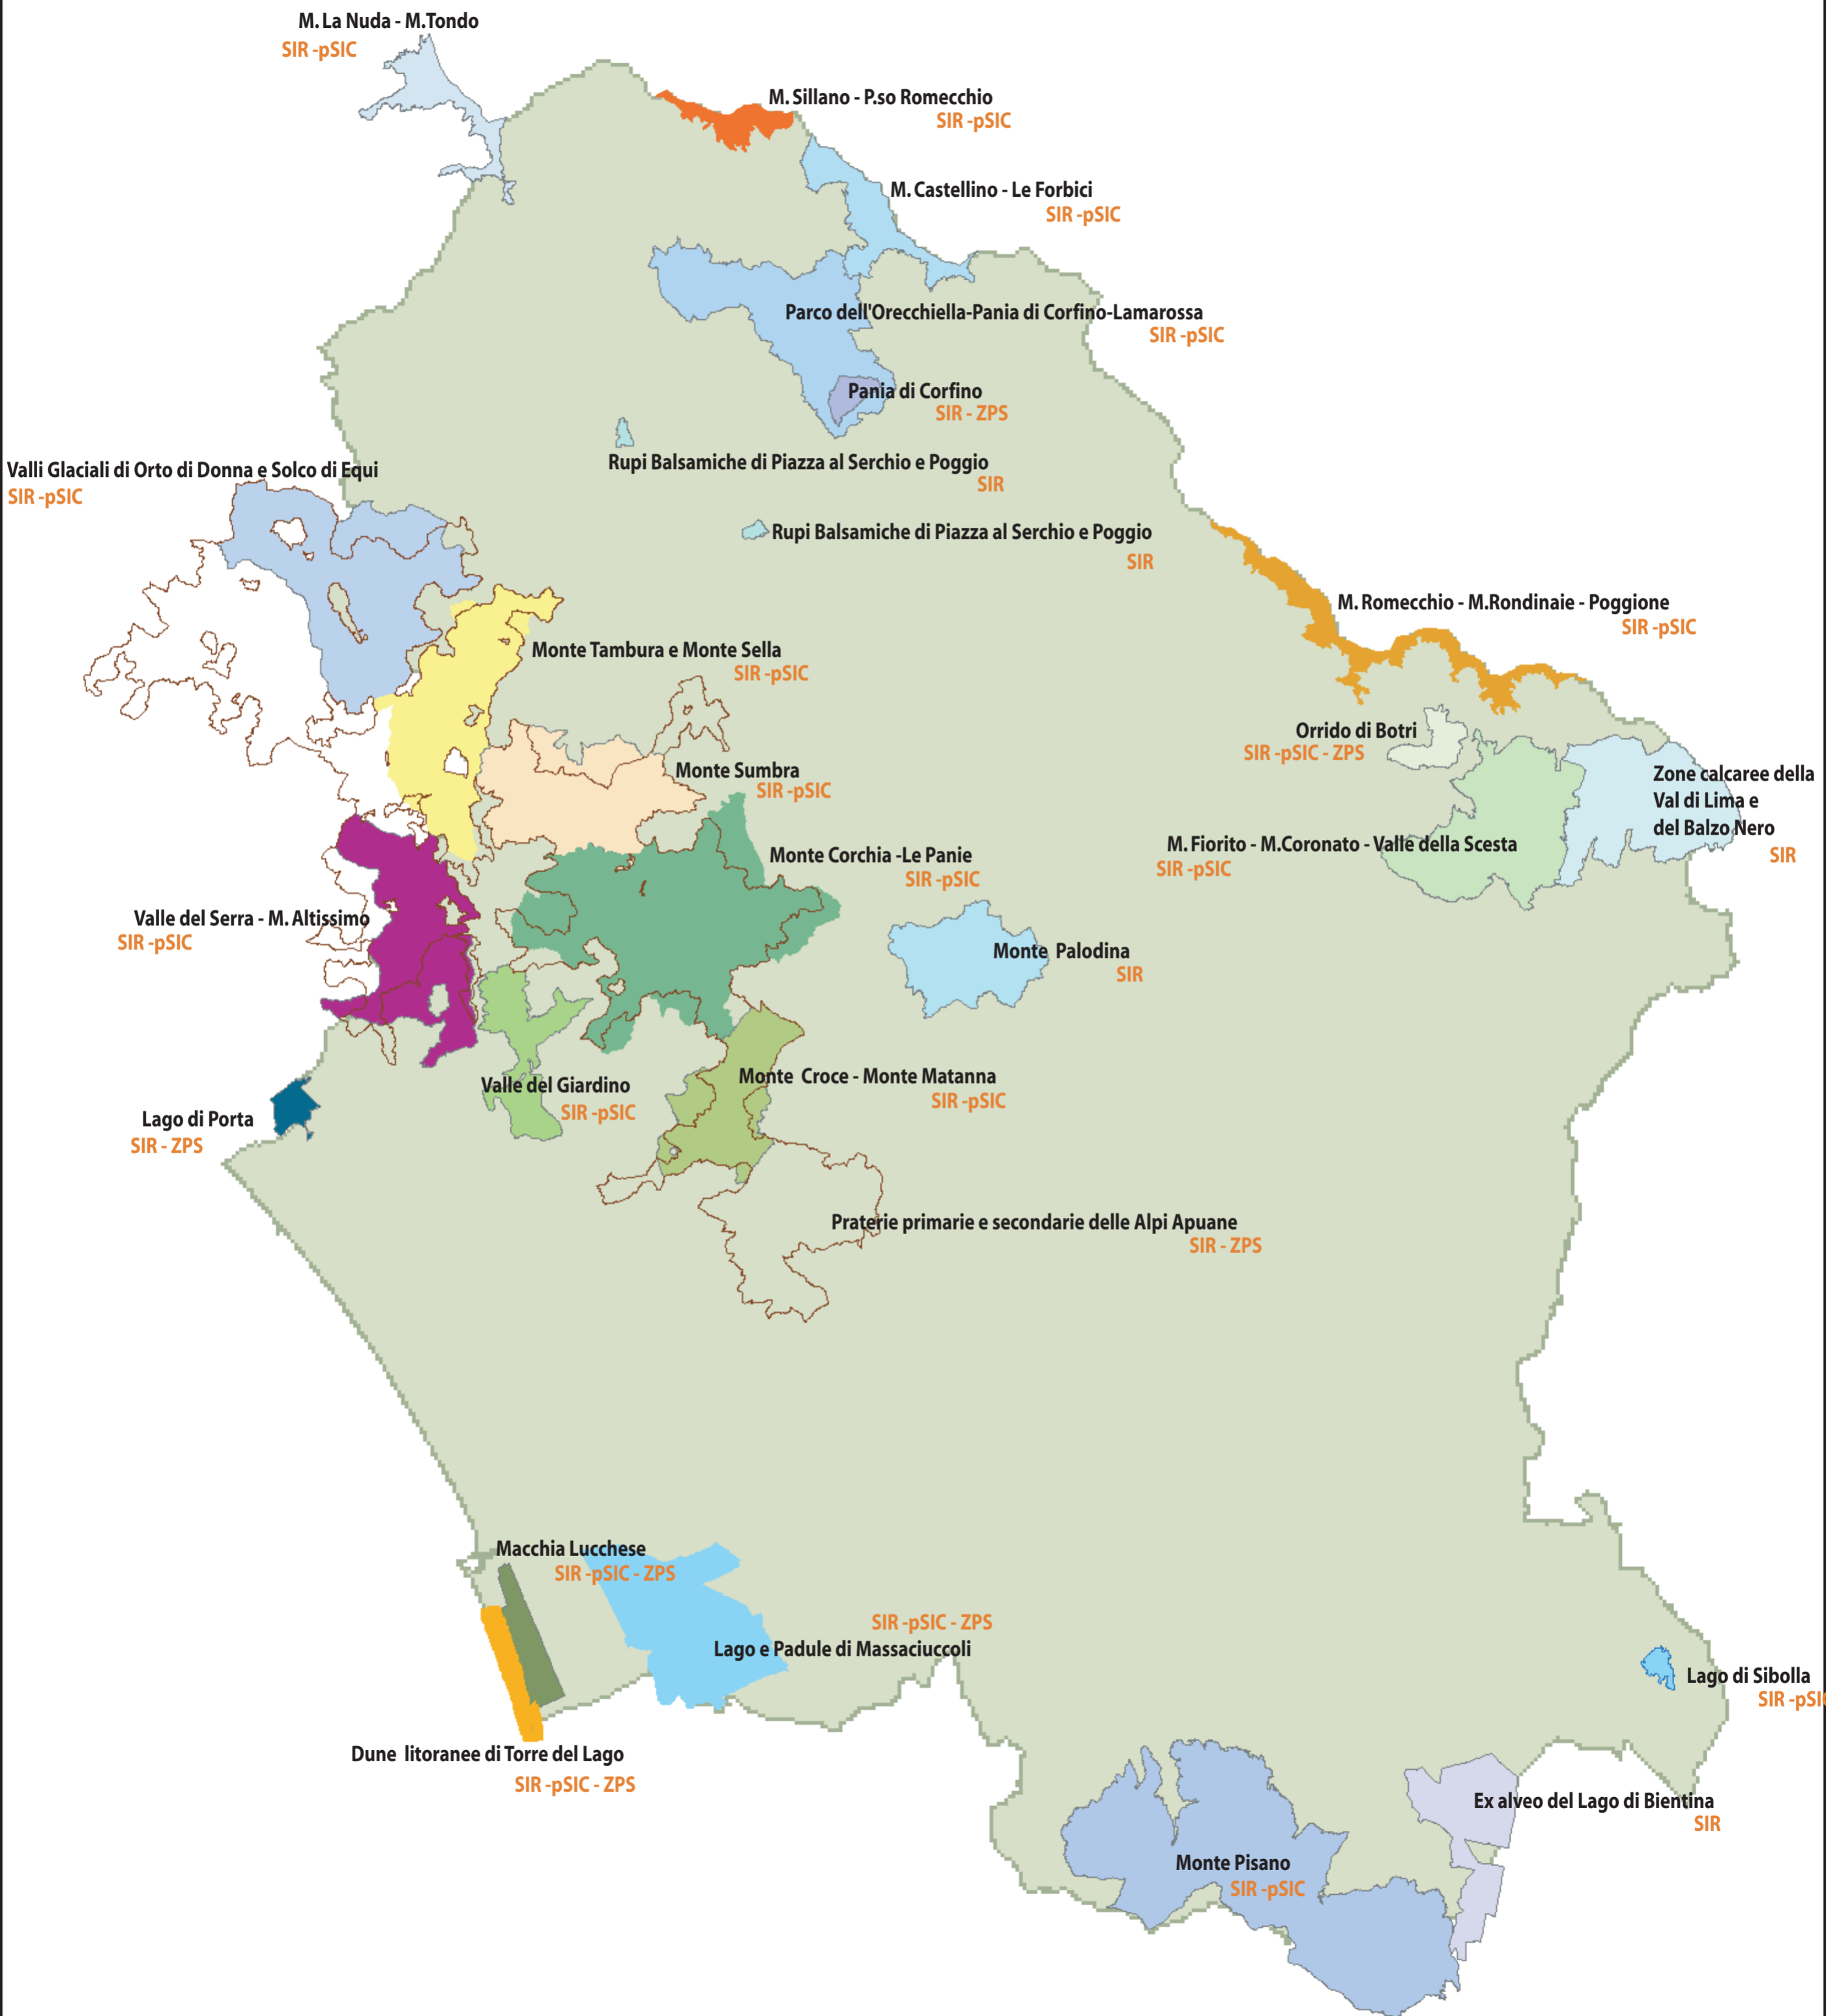 M. La Nuda - M.Tondo
SIR -pSIC
M. Sillano - P.so Romecchio
SIR -pSIC
M. Castellino - Le Forbici
SIR -pSIC
Parco dell'Orecchiella-Pania di Corfino-Lamarossa
SIR -pSIC
Pania di Corfino
SIR - ZPS
Rupi Balsamiche di Piazza al Serchio e Poggio
SIR
Valli Glaciali di Orto di Donna e Solco di Equi
SIR -pSIC
Rupi Balsamiche di Piazza al Serchio e Poggio
SIR
M. Romecchio - M.Rondinaie - Poggione
SIR -pSIC
Monte Tambura e Monte Sella
SIR -pSIC
Orrido di Botri
SIR -pSIC - ZPS
Monte Sumbra
SIR -pSIC
Zone calcaree della
Val di Lima e
del Balzo Nero
SIR
M. Fiorito - M.Coronato - Valle della Scesta
SIR -pSIC
Monte Corchia -Le Panie
SIR -pSIC
Valle del Serra - M. Altissimo
SIR -pSIC
Monte Palodina
SIR
Valle del Giardino
SIR -pSIC
Monte Croce - Monte Matanna
SIR -pSIC
Lago di Porta
SIR - ZPS
Praterie primarie e secondarie delle Alpi Apuane
SIR - ZPS
Macchia Lucchese
SIR -pSIC - ZPS
SIR -pSIC - ZPS
Lago e Padule di Massaciuccoli
Lago di Sibolla
SIR -pSI
Dune litoranee di Torre del Lago
SIR -pSIC - ZPS
Ex alveo del Lago di Bientina
SIR
Monte Pisano
SIR -pSIC